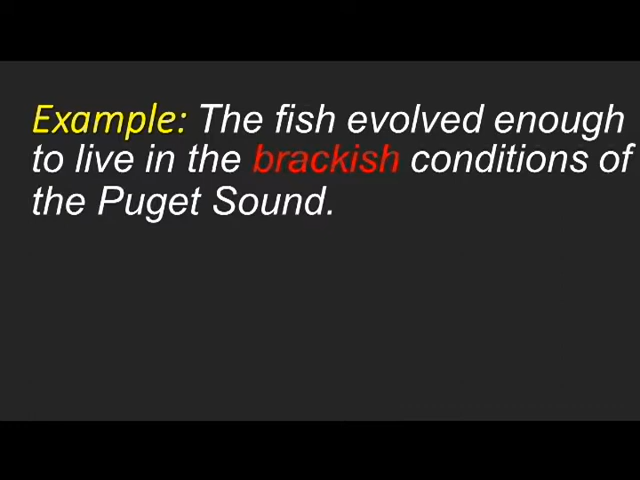 Example: The fish evolved enough
to live in the brackish conditions of
the Puget Sound.